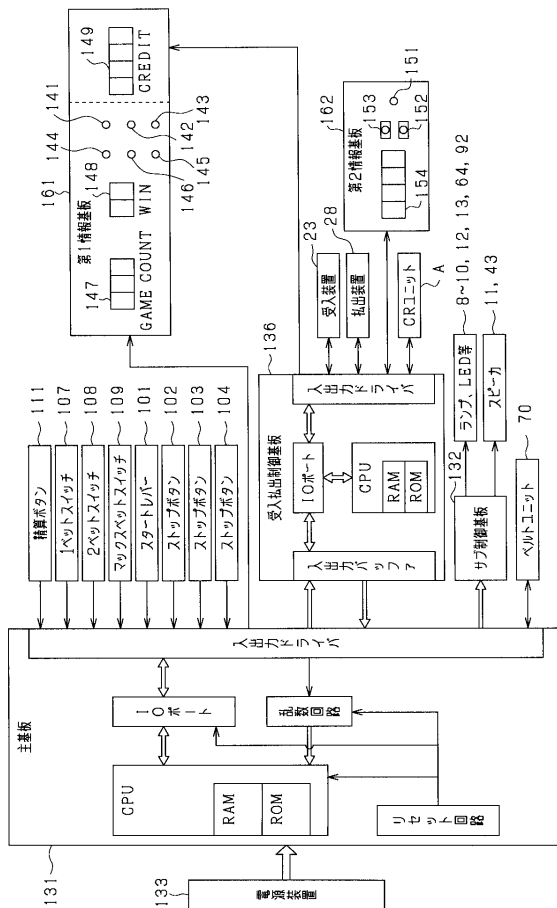 161
第1情報基板
147
148
144
141
149
GAME COUNT
WIN
146
145
142
143
CREDIT
精算ボタン
111
1ベットスイッチ
107
2ベットスイッチ
108
マックスベットスイッチ
109
スタートレバー
101
ストップボタン
102
ストップボタン
103
ストップボタン
104
162
第2情報基板
154
153
152
151
136
受入払出制御基板
入出力バッファ
IOポート
CPU
RAM
ROM
入出力ドライバ
受入装置
23
払出装置
28
CRユニット
A
132
サブ制御基板
ランプ、LED等
8~10, 12, 13, 64, 92
スピーカ
11, 43
ベルトユニット
70
131
主基板
CPU
RAM
ROM
IOポート
乱数回路
入出力ドライバ
リセット回路
133
電源装置